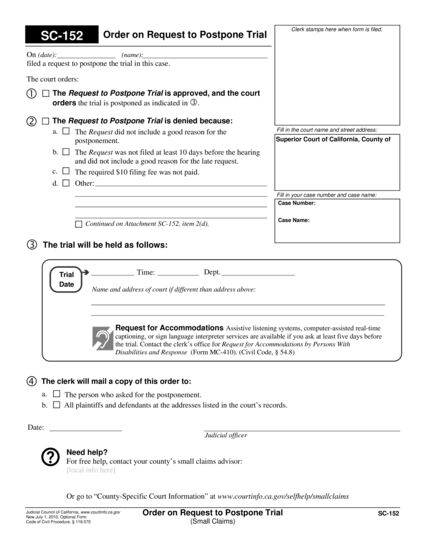 SC-152
Order on Request to Postpone Trial
Clerk stamps here when form is filed.
On (date): (name):
filed a request to postpone the trial in this case.
The court orders:
① The Request to Postpone Trial is approved, and the court
orders the trial is postponed as indicated in ③.
② The Request to Postpone Trial is denied because:
a. The Request did not include a good reason for the
postponement.
b. The Request was not filed at least 10 days before the hearing
and did not include a good reason for the late request.
c. The required $10 filing fee was not paid.
d. Other:
Continued on Attachment SC-152, item 2(d).
Fill in the court name and street address:
Superior Court of California, County of
Fill in your case number and case name:
Case Number:
Case Name:
③ The trial will be held as follows:
Trial
Date
Time: Dept.
Name and address of court if different than address above:
Request for Accommodations Assistive listening systems, computer-assisted real-time
captioning, or sign language interpreter services are available if you ask at least five days before
the trial. Contact the clerk's office for Request for Accommodations by Persons With
Disabilities and Response (Form MC-410). (Civil Code, § 54.8)
④ The clerk will mail a copy of this order to:
a. The person who asked for the postponement.
b. All plaintiffs and defendants at the addresses listed in the court's records.
Date:
Judicial officer
Need help?
For free help, contact your county's small claims advisor:
[local info here]
Or go to "County-Specific Court Information" at www.courtinfo.ca.gov/selfhelp/smallclaims
Judicial Council of California, www.courtinfo.ca.gov
New July 1, 2010, Optional Form
Code of Civil Procedure, § 116.570
Order on Request to Postpone Trial
(Small Claims)
SC-152